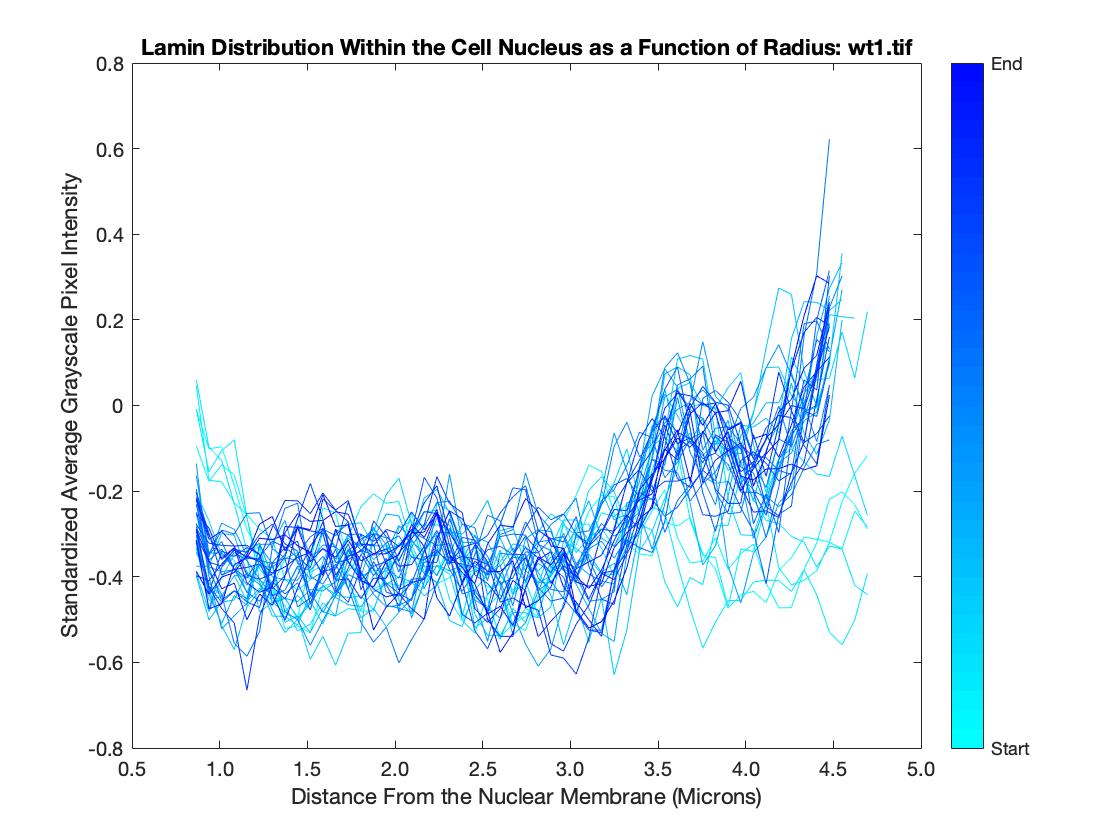 Lamin Distribution Within the Cell Nucleus as a Function of Radius: wt1.tif
0.8
0.6
0.4
0.2
0
-0.2
-0.4
-0.6
-0.8
Standardized Average Grayscale Pixel Intensity
0.5 1.0 1.5 2.0 2.5 3.0 3.5 4.0 4.5 5.0
Distance From the Nuclear Membrane (Microns)
End
Start